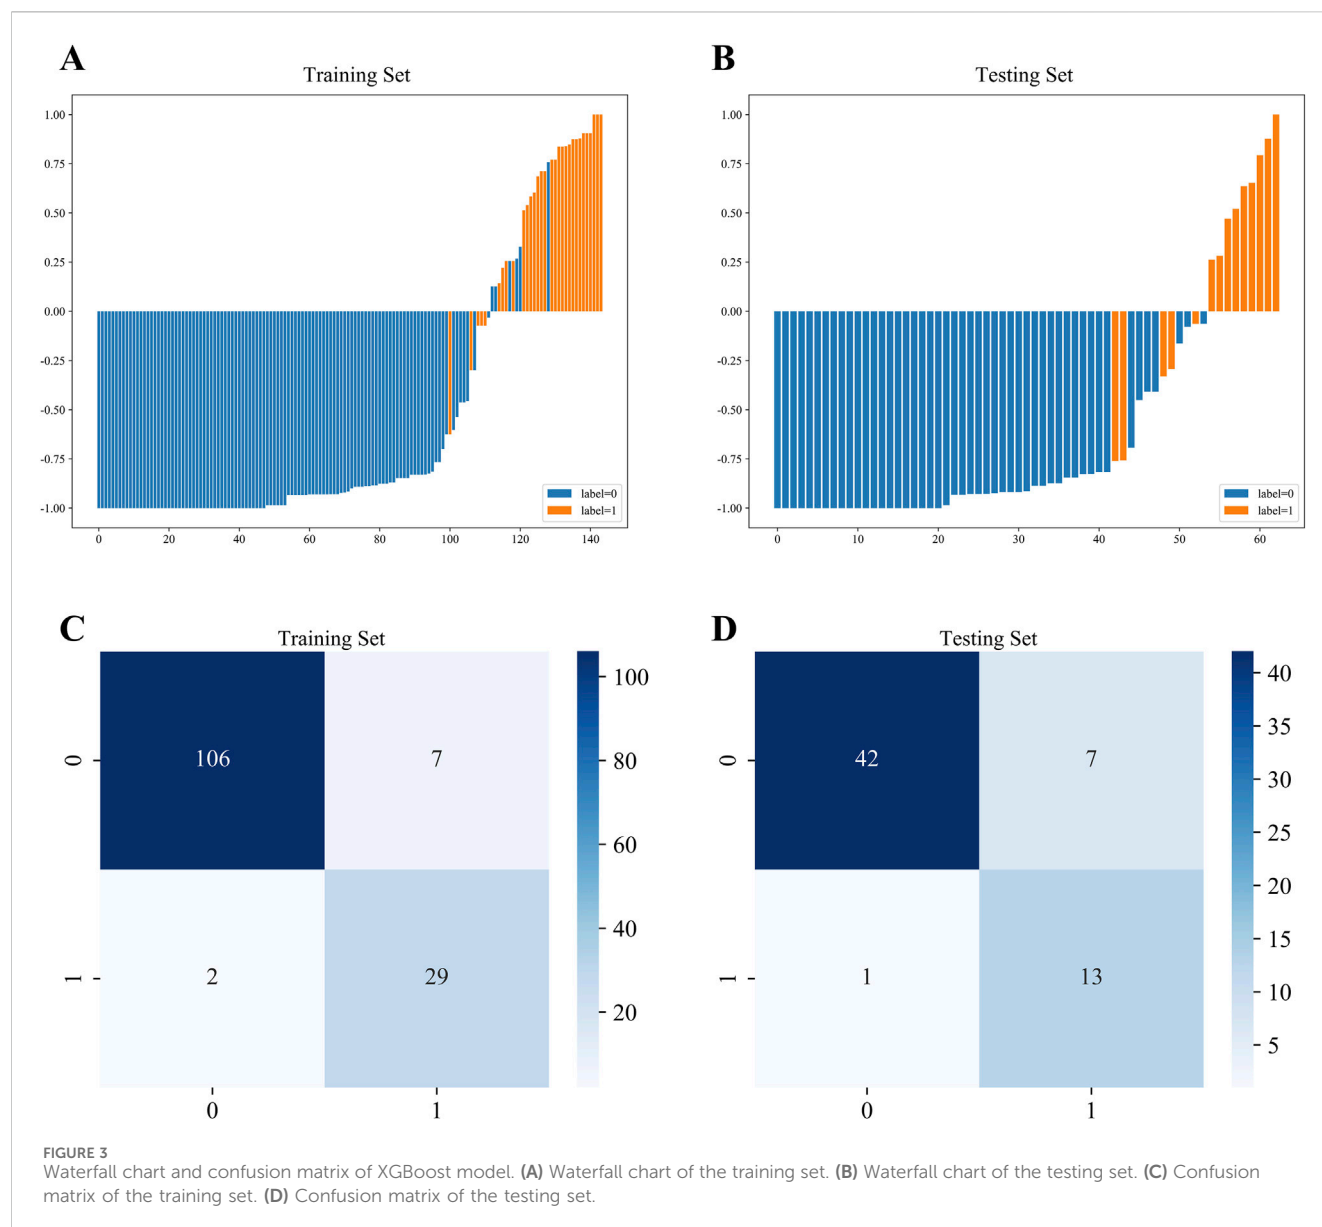 A
Training Set
1.00
0.75
0.50
0.25
0.00
-0.25
-0.50
-0.75
-1.00
0 20 40 60 80 100 120 140
label=0
label=1
B
Testing Set
1.00
0.75
0.50
0.25
0.00
-0.25
-0.50
-0.75
-1.00
0 10 20 30 40 50 60
label=0
label=1
C
Training Set
0
1
106 7
2 29
0 1
100
80
60
40
20
D
Testing Set
0
1
42 7
1 13
0 1
40
35
30
25
20
15
10
5
FIGURE 3
Waterfall chart and confusion matrix of XGBoost model. (A) Waterfall chart of the training set. (B) Waterfall chart of the testing set. (C) Confusion
matrix of the training set. (D) Confusion matrix of the testing set.